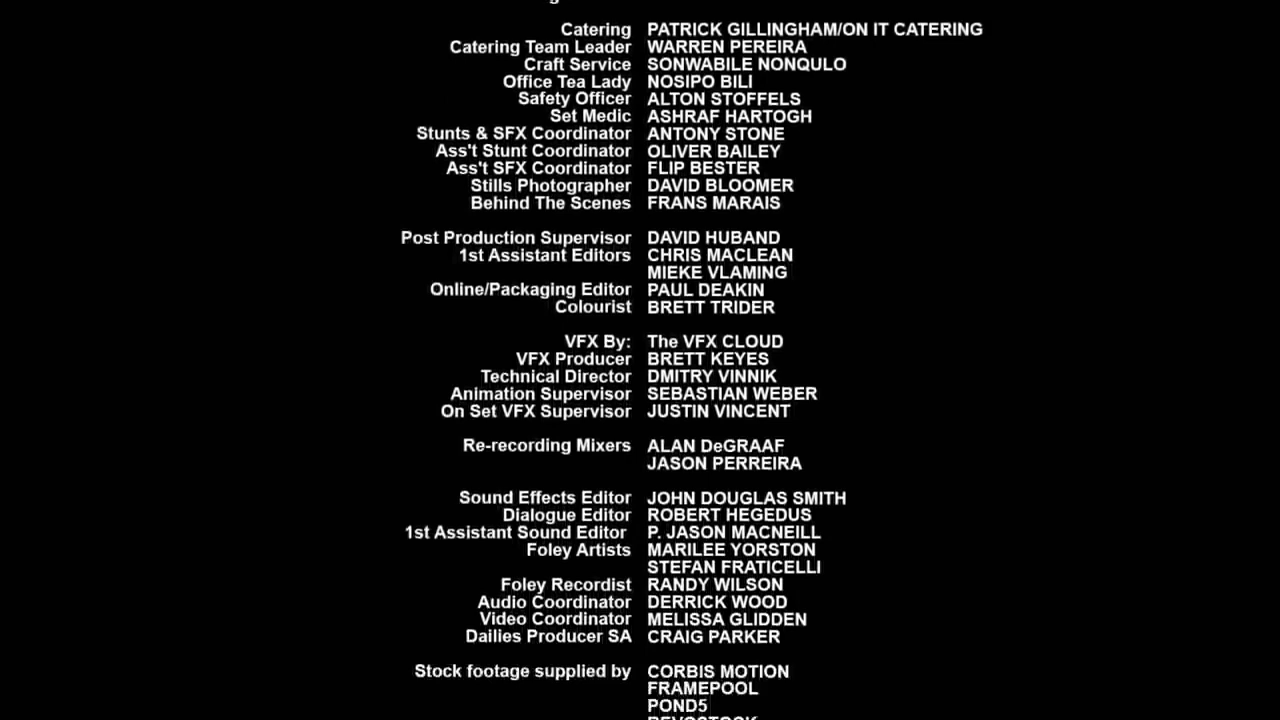 Catering PATRICK GILLINGHAM/ON IT CATERING
Catering Team Leader WARREN PEREIRA
Craft Service SONWABILE NONQULO
Office Tea Lady NOSIPO BILI
Safety Officer ALTON STOFFELS
Set Medic ASHRAF HARTOGH
Stunts & SFX Coordinator ANTONY STONE
Ass't Stunt Coordinator OLIVER BAILEY
Ass't SFX Coordinator FLIP BESTER
Stills Photographer DAVID BLOOMER
Behind The Scenes FRANS MARAIS
Post Production Supervisor DAVID HUBAND
1st Assistant Editors CHRIS MACLEAN
MIEKE VLAMING
Online/Packaging Editor PAUL DEAKIN
Colourist BRETT TRIDER
VFX By: The VFX CLOUD
VFX Producer BRETT KEYES
Technical Director DMITRY VINNIK
Animation Supervisor SEBASTIAN WEBER
On Set VFX Supervisor JUSTIN VINCENT
Re-recording Mixers ALAN DeGRAAF
JASON PERREIRA
Sound Effects Editor JOHN DOUGLAS SMITH
Dialogue Editor ROBERT HEGEDUS
1st Assistant Sound Editor P. JASON MACNEILL
Foley Artists MARILEE YORSTON
STEFAN FRATICELLI
Foley Recordist RANDY WILSON
Audio Coordinator DERRICK WOOD
Video Coordinator MELISSA GLIDDEN
Dailies Producer SA CRAIG PARKER
Stock footage supplied by CORBIS MOTION
FRAMEPOOL
POND5